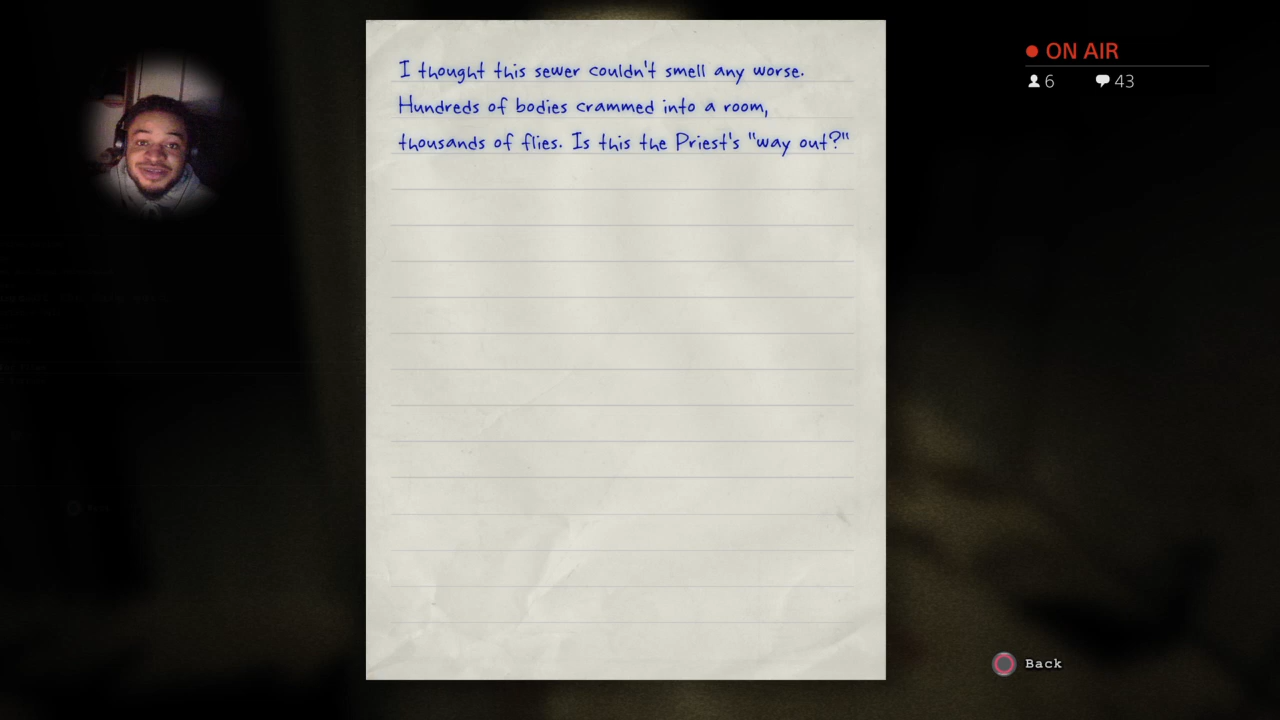 I thought this sewer couldn't smell any worse.
Hundreds of bodies crammed into a room,
thousands of flies. Is this the Priest's "way out?"
ON AIR
6 43
Back